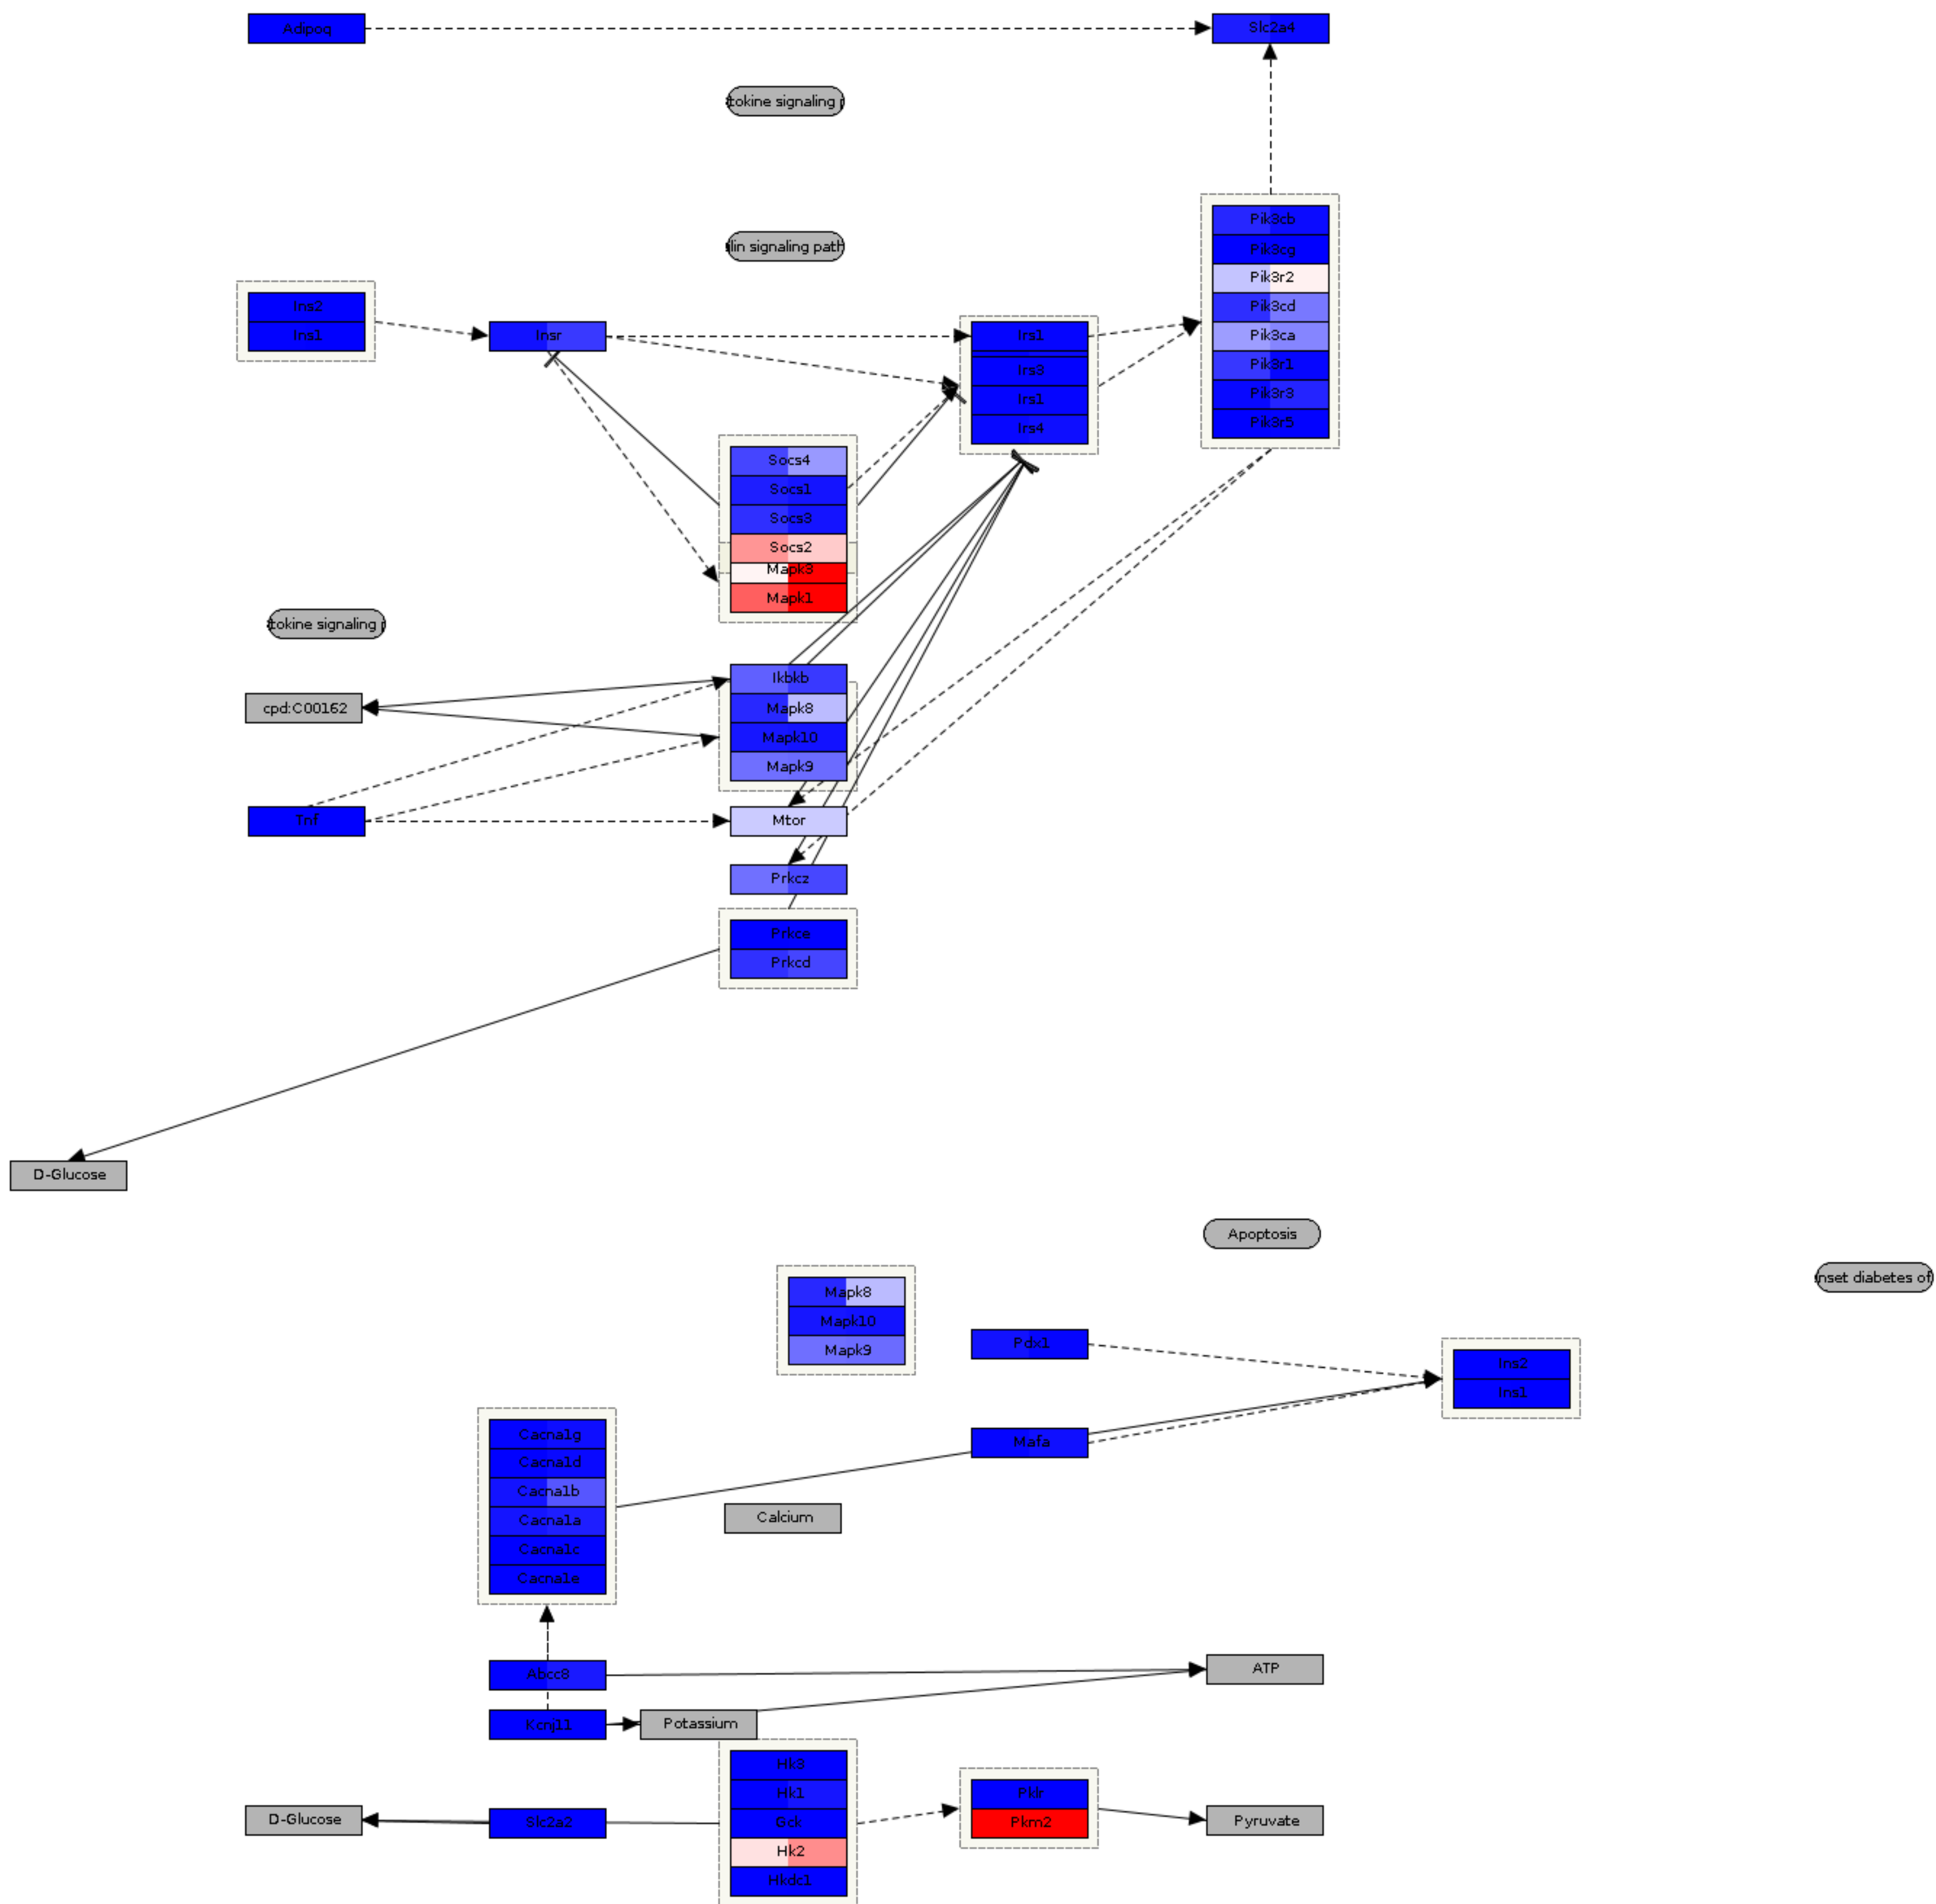 Adipoq
Slc2a4
tokine signaling p
lin signaling path
Pik3cb
Pik3cg
Pik3r2
Pik3cd
Pik3ca
Pik3r1
Pik3r3
Pik3r5
Ins2
Ins1
Insr
Irs1
Irs3
Irs1
Irs4
Socs4
Socs1
Socs3
Socs2
Mapk3
Mapk1
tokine signaling p
Ikbkb
cpd:C00162
Mapk8
Mapk10
Mapk9
Tnf
Mtor
Prkcz
Prkce
Prkcd
D-Glucose
Apoptosis
nset diabetes of
Mapk8
Mapk10
Mapk9
Pdx1
Ins2
Ins1
Mafa
Cacna1g
Cacna1d
Cacna1b
Cacna1a
Cacna1c
Cacna1e
Calcium
Abcc8
ATP
Kcnj11
Potassium
Hk3
Hk1
Gck
Hk2
Hkdc1
Pklr
Pkm2
D-Glucose
Slc2a2
Pyruvate